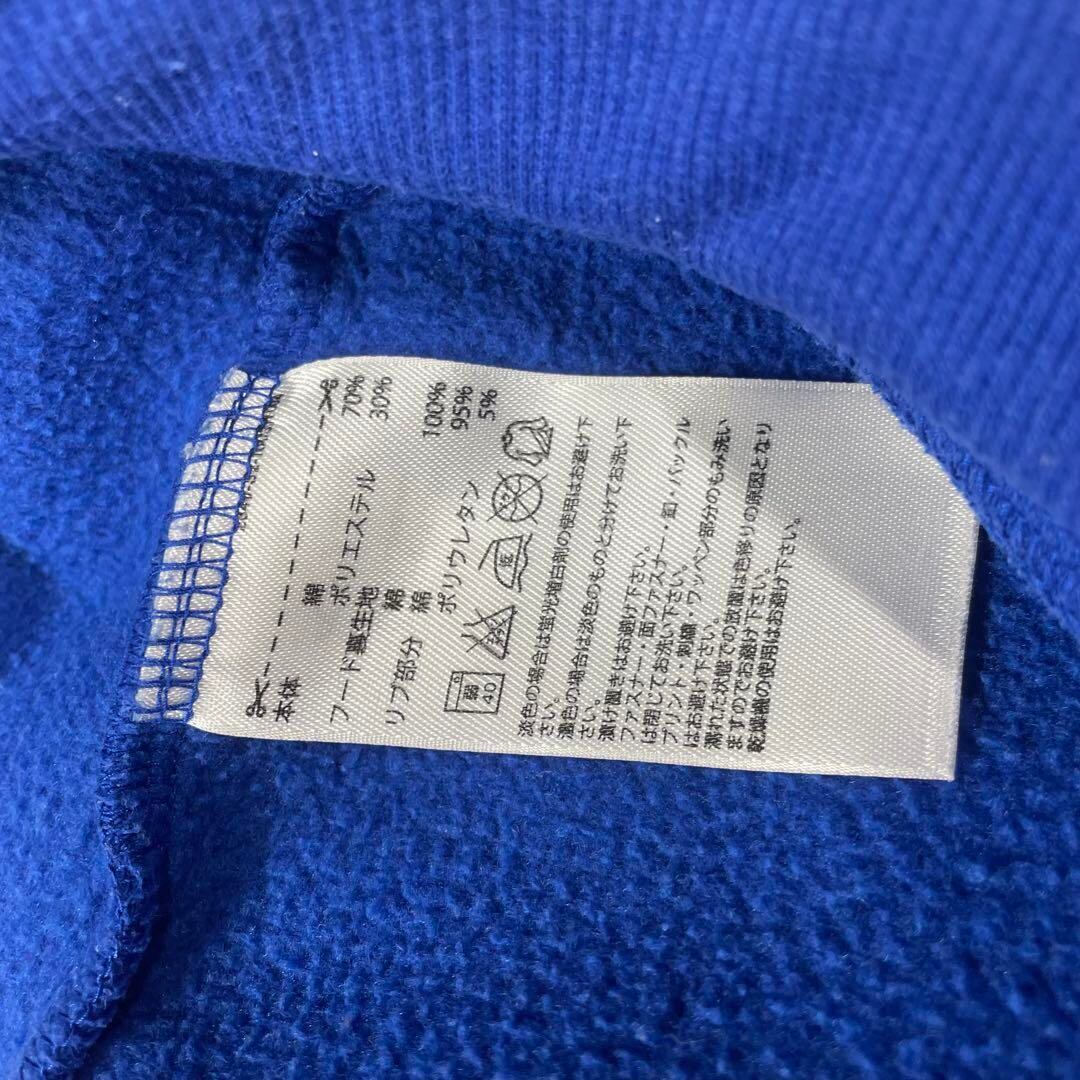 本体 綿 70%
ポリエステル 30%
フード裏生地 綿 100%
リブ部分 綿 95%
ポリウレタン 5%
弱 40
低
淡色の場合は蛍光増白剤の使用はお避け下
さい。
濃色の場合は淡色のものと分けてお洗い下
さい。
漬け置きはお避け下さい。
ファスナー・面ファスナー・釦・バックル
は閉じてお洗い下さい。
プリント・刺繍・ワッペン部分のもみ洗い
はお避け下さい。
濡れた状態での放置は色移りの原因となり
ますのでお避け下さい。
乾燥機の使用はお避け下さい。